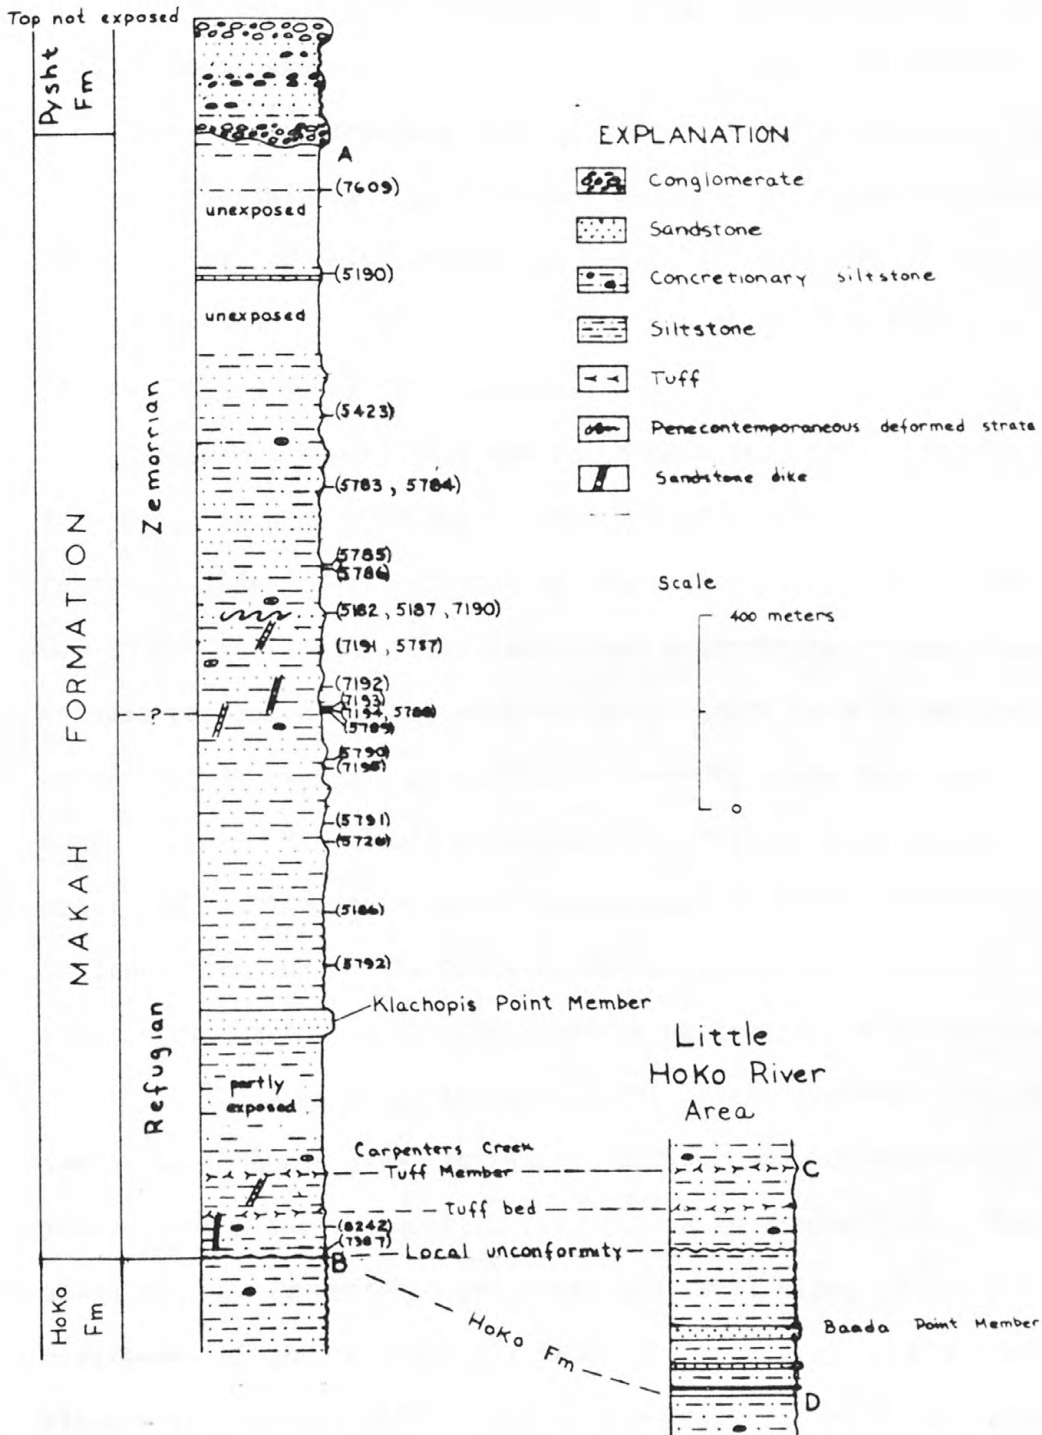 Top not exposed
Pysht
Fm
A
(7609)
unexposed
(5190)
unexposed
Zemorrian
(5423)
(5783, 5784)
(5785)
(5786)
(5182, 5187, 7190)
(7191, 5787)
(7192)
(7193)
(7194, 5788)
(5789)
?
(5790)
(7195)
(5791)
(5726)
(5186)
(5792)
MAKAH FORMATION
Klachopis Point Member
Refugian
partly
exposed
Carpenters Creek
Tuff Member
Tuff bed
(8242)
(7387)
Local unconformity
B
HoKo
Fm
HoKo Fm
EXPLANATION
Conglomerate
Sandstone
Concretionary siltstone
Siltstone
Tuff
Penecontemporaneous deformed strata
Sandstone dike
Scale
400 meters
0
Little
HoKo River
Area
C
Baada Point Member
D